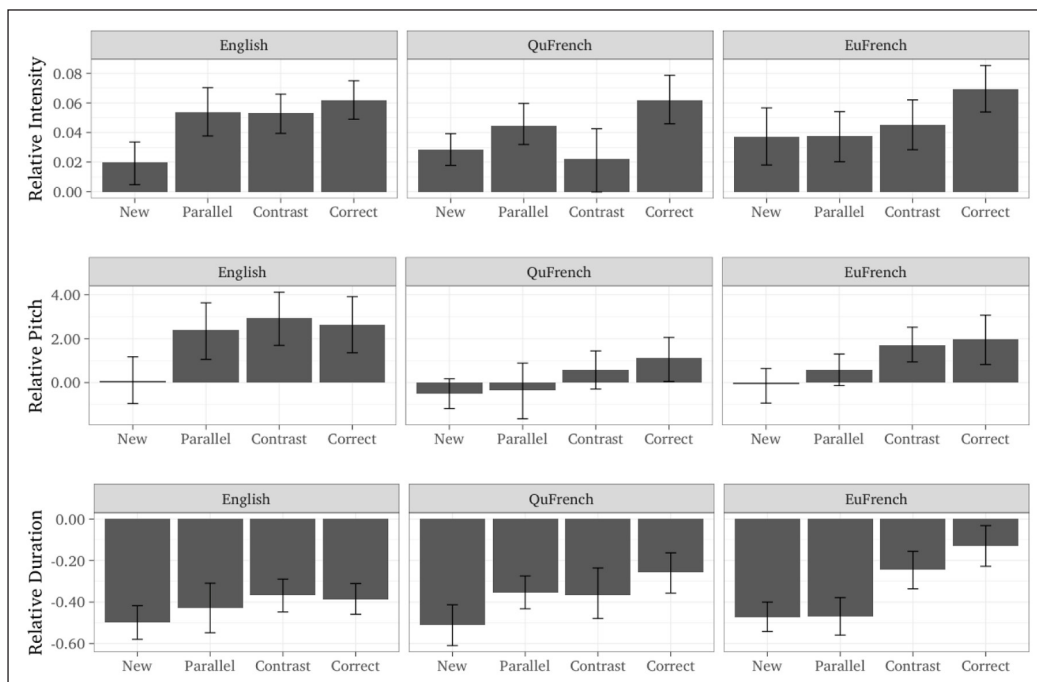 English QuFrench EuFrench
Relative Intensity
0.08
0.06
0.04
0.02
0.00
New Parallel Contrast Correct New Parallel Contrast Correct New Parallel Contrast Correct
English QuFrench EuFrench
Relative Pitch
4.00
2.00
0.00
New Parallel Contrast Correct New Parallel Contrast Correct New Parallel Contrast Correct
English QuFrench EuFrench
Relative Duration
0.00
-0.20
-0.40
-0.60
New Parallel Contrast Correct New Parallel Contrast Correct New Parallel Contrast Correct